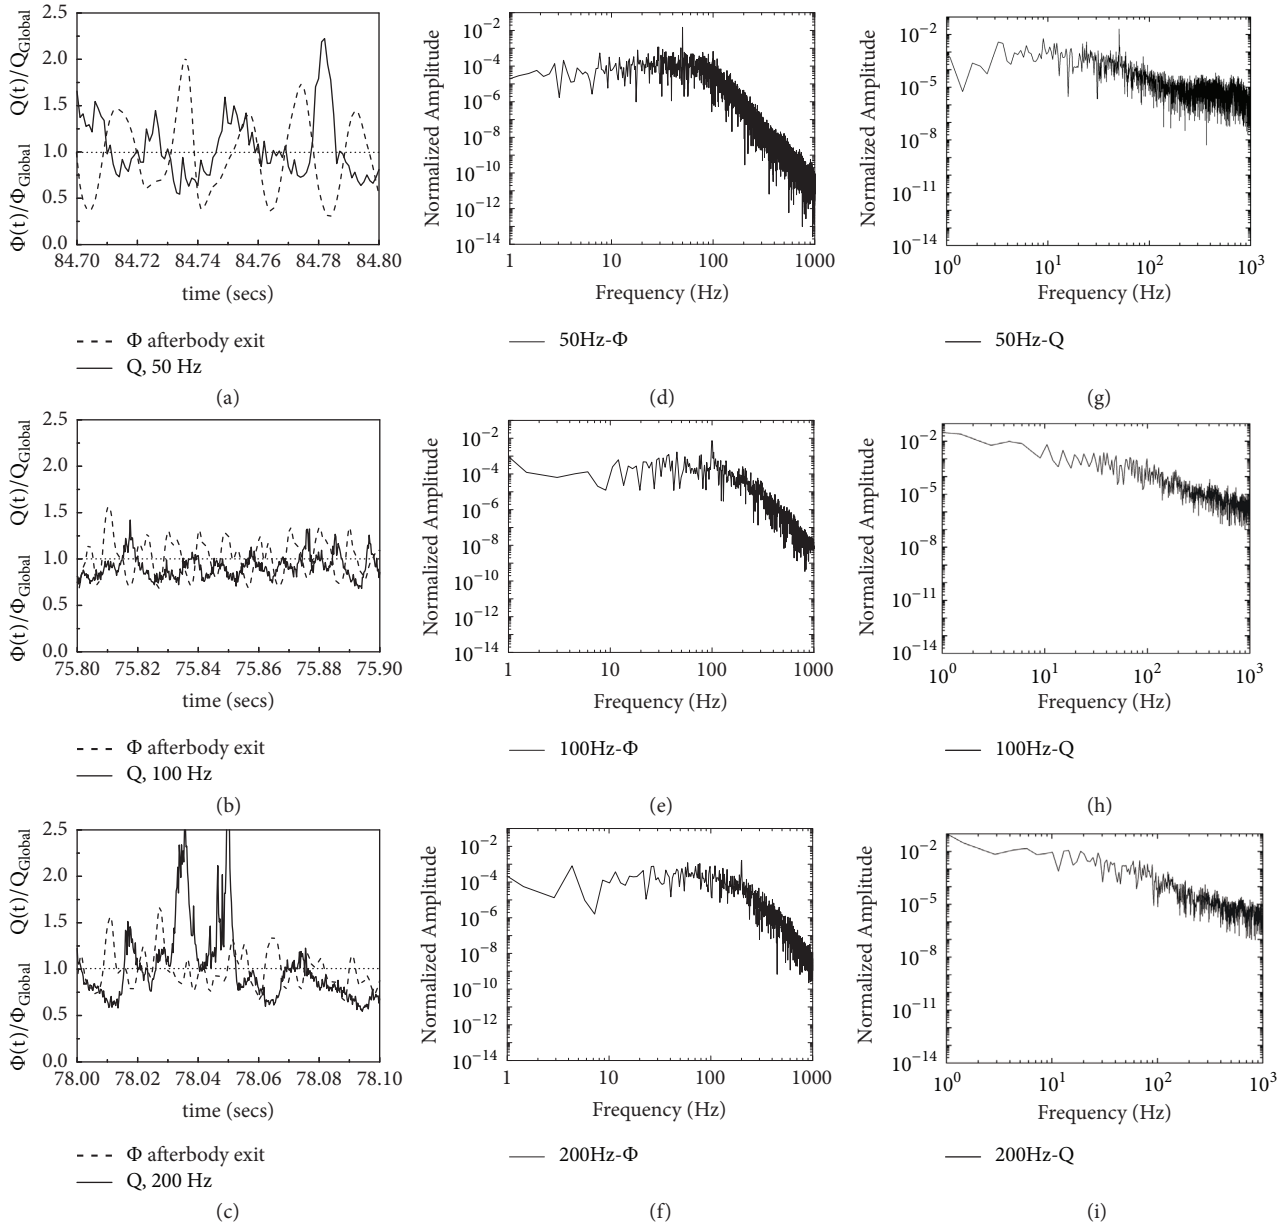 Φ(t)/Φ_Global Q(t)/Q_Global
2.5
2.0
1.5
1.0
0.5
0.0
84.70 84.72 84.74 84.76 84.78 84.80
time (secs)
Φ afterbody exit
Q, 50 Hz
(a)
Normalized Amplitude
10^−2
10^−4
10^−6
10^−8
10^−10
10^−12
10^−14
1 10 100 1000
Frequency (Hz)
50Hz-Φ
(d)
Normalized Amplitude
10^−2
10^−5
10^−8
10^−11
10^−14
10^0 10^1 10^2 10^3
Frequency (Hz)
50Hz-Q
(g)
Φ(t)/Φ_Global Q(t)/Q_Global
2.5
2.0
1.5
1.0
0.5
0.0
75.80 75.82 75.84 75.86 75.88 75.90
time (secs)
Φ afterbody exit
Q, 100 Hz
(b)
Normalized Amplitude
10^−2
10^−4
10^−6
10^−8
10^−10
10^−12
10^−14
1 10 100 1000
Frequency (Hz)
100Hz-Φ
(e)
Normalized Amplitude
10^−2
10^−5
10^−8
10^−11
10^−14
10^0 10^1 10^2 10^3
Frequency (Hz)
100Hz-Q
(h)
Φ(t)/Φ_Global Q(t)/Q_Global
2.5
2.0
1.5
1.0
0.5
0.0
78.00 78.02 78.04 78.06 78.08 78.10
time (secs)
Φ afterbody exit
Q, 200 Hz
(c)
Normalized Amplitude
10^−2
10^−4
10^−6
10^−8
10^−10
10^−12
10^−14
1 10 100 1000
Frequency (Hz)
200Hz-Φ
(f)
Normalized Amplitude
10^−2
10^−5
10^−8
10^−11
10^−14
10^0 10^1 10^2 10^3
Frequency (Hz)
200Hz-Q
(i)